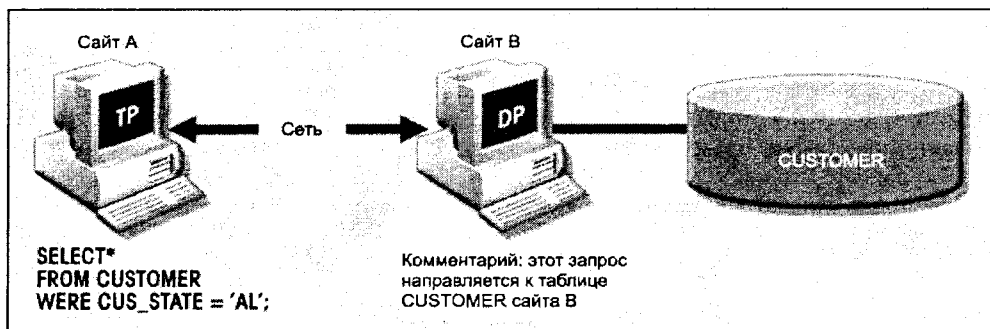 Сайт A
Сайт B
TP
Сеть
DP
CUSTOMER
SELECT*
FROM CUSTOMER
WERE CUS_STATE = 'AL';
Комментарий: этот запрос
направляется к таблице
CUSTOMER сайта B